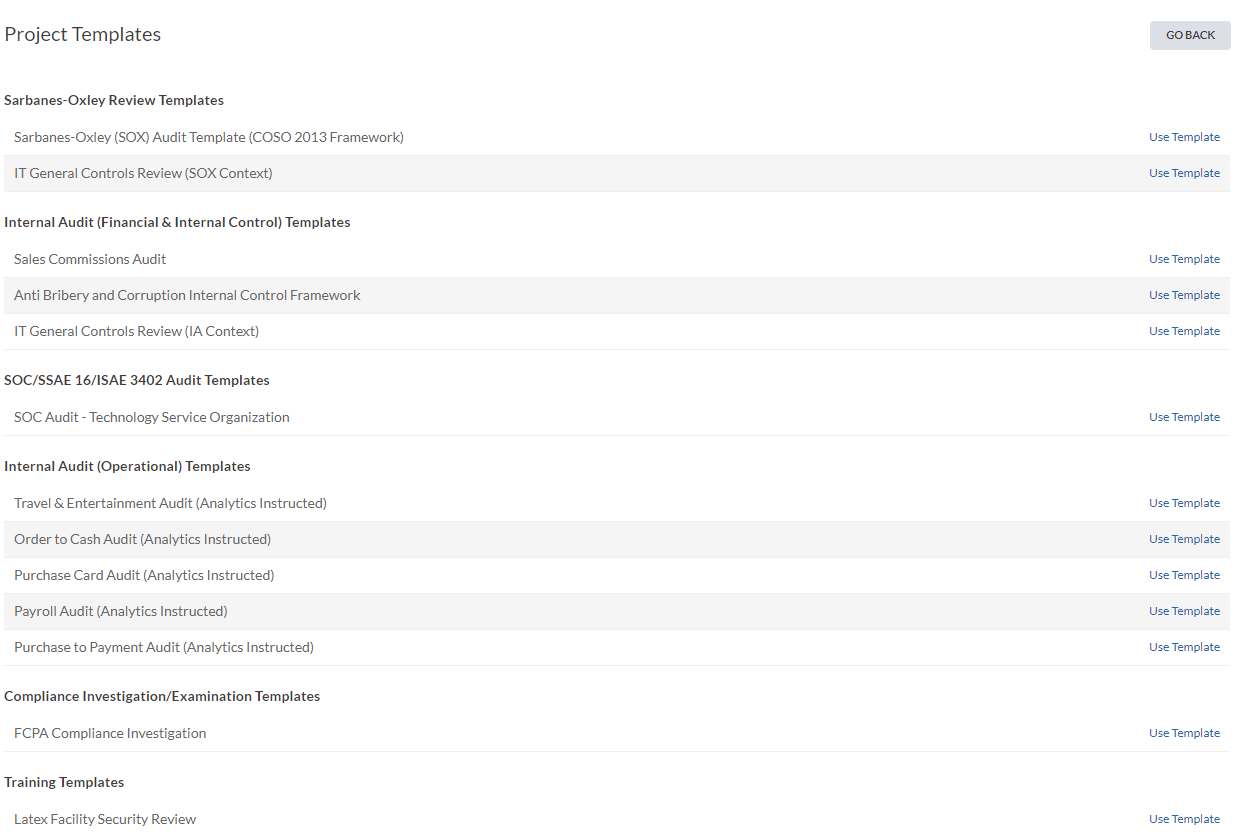 Project Templates
GO BACK
Sarbanes-Oxley Review Templates
Sarbanes-Oxley (SOX) Audit Template (COSO 2013 Framework) Use Template
IT General Controls Review (SOX Context) Use Template
Internal Audit (Financial & Internal Control) Templates
Sales Commissions Audit Use Template
Anti Bribery and Corruption Internal Control Framework Use Template
IT General Controls Review (IA Context) Use Template
SOC/SSAE 16/ISAE 3402 Audit Templates
SOC Audit - Technology Service Organization Use Template
Internal Audit (Operational) Templates
Travel & Entertainment Audit (Analytics Instructed) Use Template
Order to Cash Audit (Analytics Instructed) Use Template
Purchase Card Audit (Analytics Instructed) Use Template
Payroll Audit (Analytics Instructed) Use Template
Purchase to Payment Audit (Analytics Instructed) Use Template
Compliance Investigation/Examination Templates
FCPA Compliance Investigation Use Template
Training Templates
Latex Facility Security Review Use Template